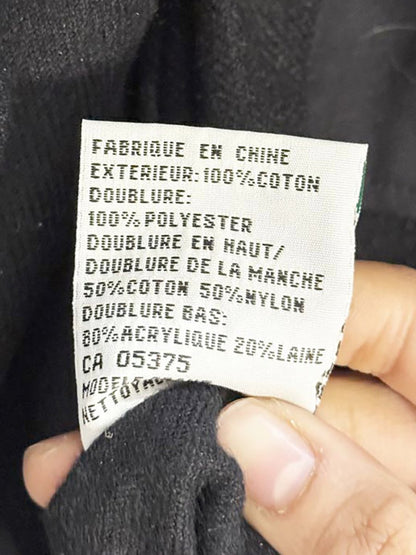 FABRIQUE EN CHINE
EXTERIEUR:100%COTON
DOUBLURE:
100%POLYESTER
DOUBLURE EN HAUT/
DOUBLURE DE LA MANCHE
50%COTON 50%NYLON
DOUBLURE BAS:
80%ACRYLIQUE 20%LAINE
CA 05375